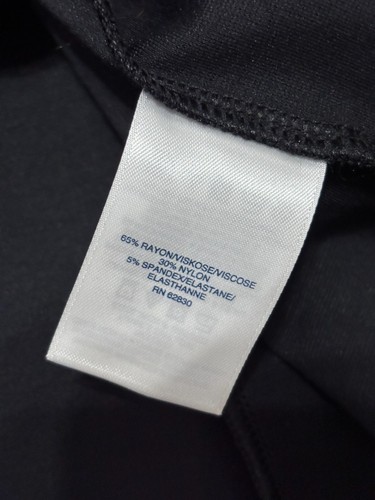 65% RAYON/VISKOSE/VISCOSE
30% NYLON
5% SPANDEX/ELASTANE/
ELASTHANNE
RN 62830